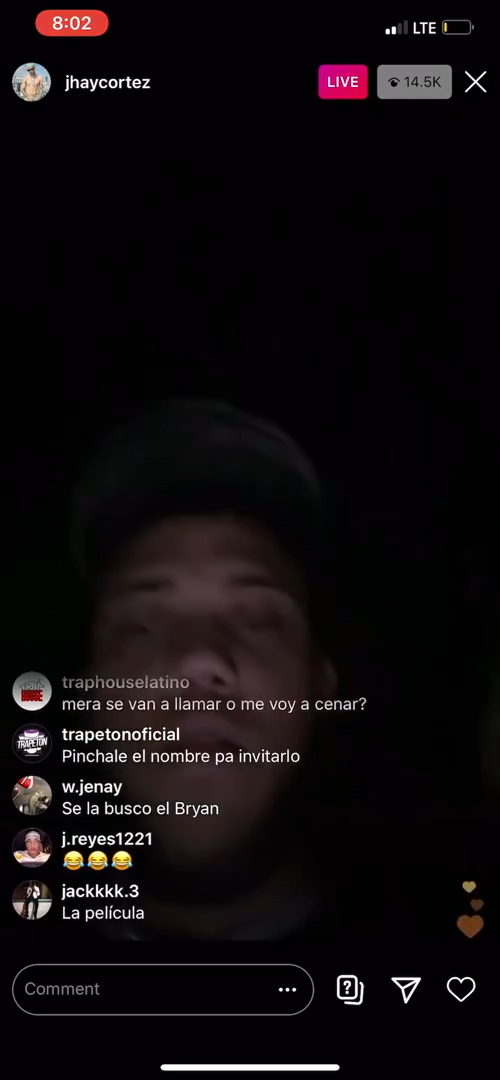 8:02
LTE
jhaycortez
LIVE
14.5K
traphouselatino
mera se van a llamar o me voy a cenar?
trapetonoficial
Pinchale el nombre pa invitarlo
w.jenay
Se la busco el Bryan
j.reyes1221
😂😂😂
jackkkk.3
La película
Comment